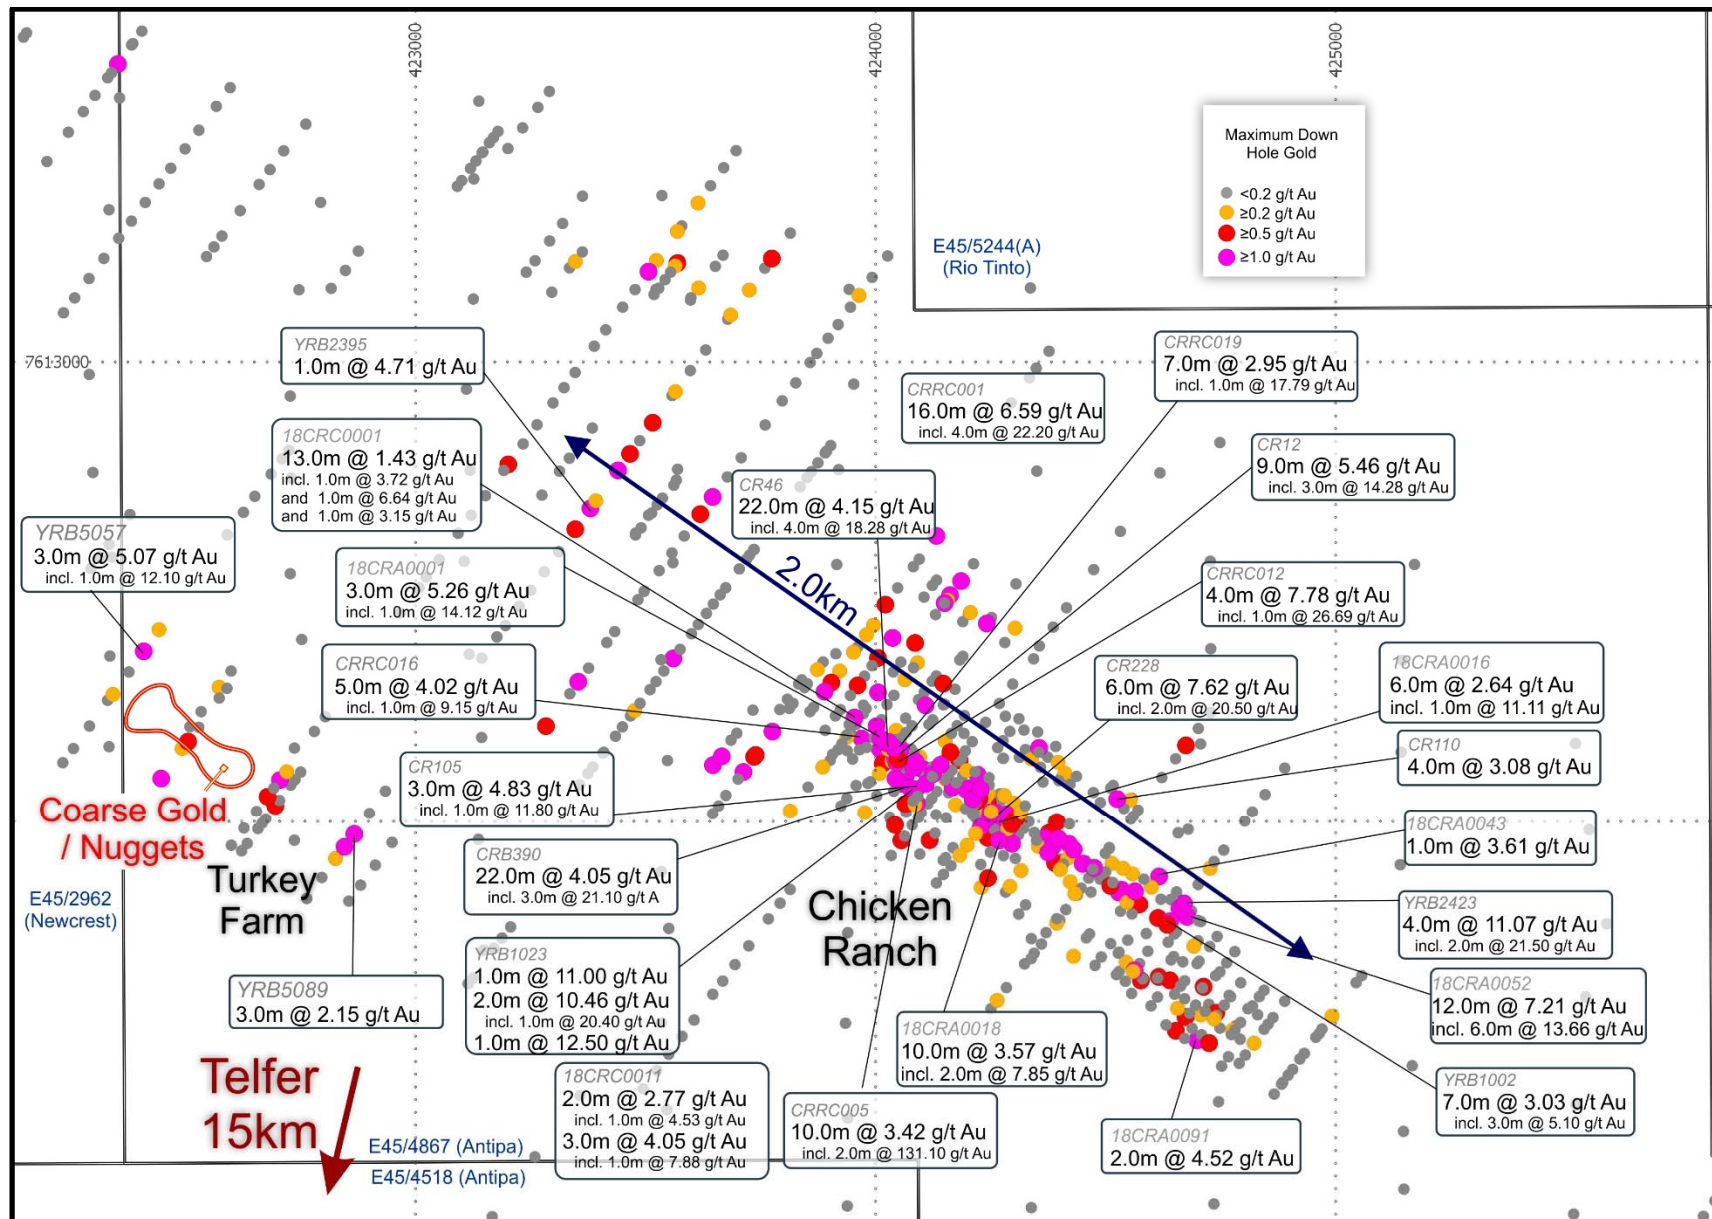 423000
424000
425000
7613000
Maximum Down
Hole Gold
<0.2 g/t Au
≥0.2 g/t Au
≥0.5 g/t Au
≥1.0 g/t Au
E45/5244(A)
(Rio Tinto)
YRB2395
1.0m @ 4.71 g/t Au
CRRC019
7.0m @ 2.95 g/t Au
incl. 1.0m @ 17.79 g/t Au
CRRC001
16.0m @ 6.59 g/t Au
incl. 4.0m @ 22.20 g/t Au
18CRC0001
13.0m @ 1.43 g/t Au
incl. 1.0m @ 3.72 g/t Au
and 1.0m @ 6.64 g/t Au
and 1.0m @ 3.15 g/t Au
CR12
9.0m @ 5.46 g/t Au
incl. 3.0m @ 14.28 g/t Au
CR46
22.0m @ 4.15 g/t Au
incl. 4.0m @ 18.28 g/t Au
YRB5057
3.0m @ 5.07 g/t Au
incl. 1.0m @ 12.10 g/t Au
18CRA0001
3.0m @ 5.26 g/t Au
incl. 1.0m @ 14.12 g/t Au
2.0km
CRRC012
4.0m @ 7.78 g/t Au
incl. 1.0m @ 26.69 g/t Au
CRRC016
5.0m @ 4.02 g/t Au
incl. 1.0m @ 9.15 g/t Au
CR228
6.0m @ 7.62 g/t Au
incl. 2.0m @ 20.50 g/t Au
18CRA0016
6.0m @ 2.64 g/t Au
incl. 1.0m @ 11.11 g/t Au
CR110
4.0m @ 3.08 g/t Au
CR105
3.0m @ 4.83 g/t Au
incl. 1.0m @ 11.80 g/t Au
Coarse Gold
/ Nuggets
18CRA0043
1.0m @ 3.61 g/t Au
CRB390
22.0m @ 4.05 g/t Au
incl. 3.0m @ 21.10 g/t A
Turkey
Farm
E45/2962
(Newcrest)
Chicken
Ranch
YRB2423
4.0m @ 11.07 g/t Au
incl. 2.0m @ 21.50 g/t Au
YRB1023
1.0m @ 11.00 g/t Au
2.0m @ 10.46 g/t Au
incl. 1.0m @ 20.40 g/t Au
1.0m @ 12.50 g/t Au
YRB5089
3.0m @ 2.15 g/t Au
18CRA0052
12.0m @ 7.21 g/t Au
incl. 6.0m @ 13.66 g/t Au
18CRA0018
10.0m @ 3.57 g/t Au
incl. 2.0m @ 7.85 g/t Au
Telfer
15km
18CRC0011
2.0m @ 2.77 g/t Au
incl. 1.0m @ 4.53 g/t Au
3.0m @ 4.05 g/t Au
incl. 1.0m @ 7.88 g/t Au
CRRC005
10.0m @ 3.42 g/t Au
incl. 2.0m @ 131.10 g/t Au
YRB1002
7.0m @ 3.03 g/t Au
incl. 3.0m @ 5.10 g/t Au
18CRA0091
2.0m @ 4.52 g/t Au
E45/4867 (Antipa)
E45/4518 (Antipa)